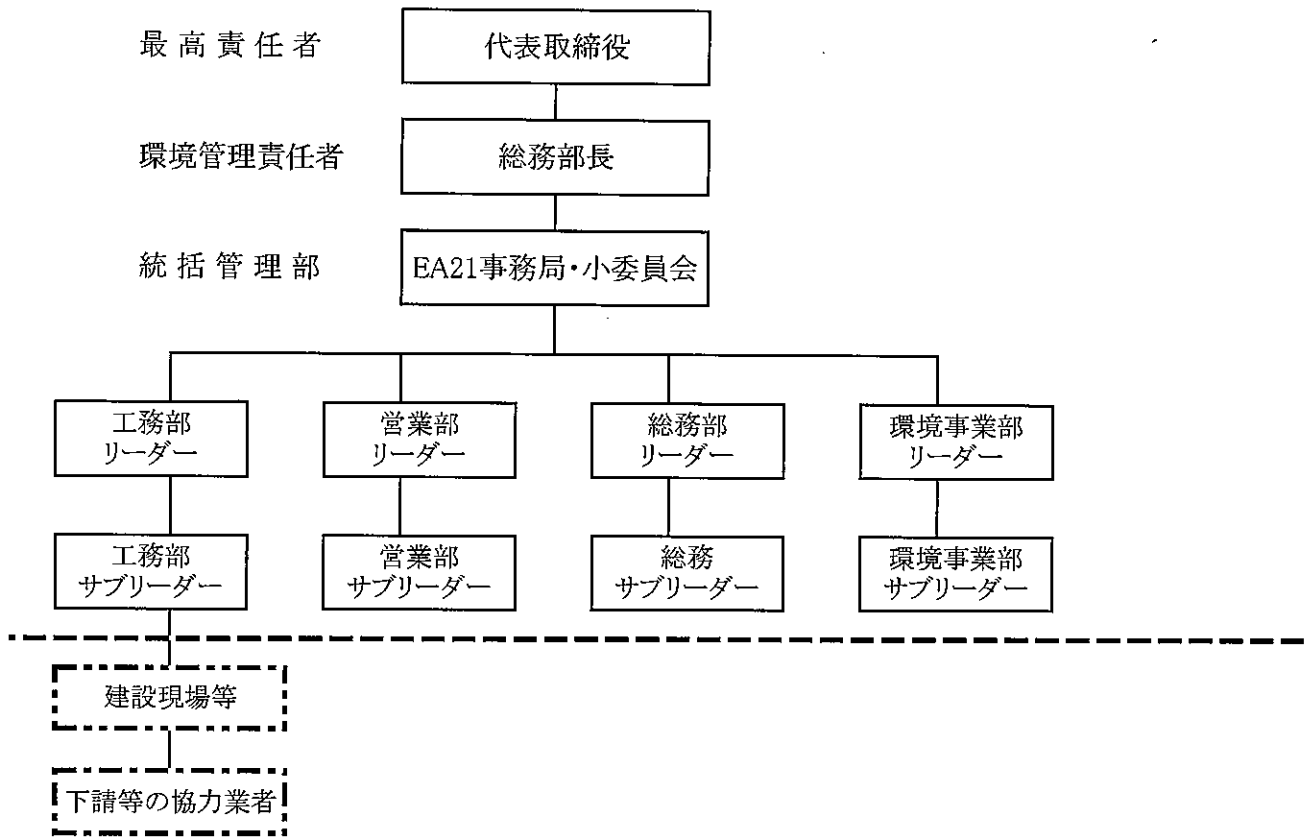 最高責任者
代表取締役
環境管理責任者
総務部長
統括管理部
EA21事務局・小委員会
工務部
リーダー
営業部
リーダー
総務部
リーダー
環境事業部
リーダー
工務部
サブリーダー
営業部
サブリーダー
総務
サブリーダー
環境事業部
サブリーダー
建設現場等
下請等の協力業者